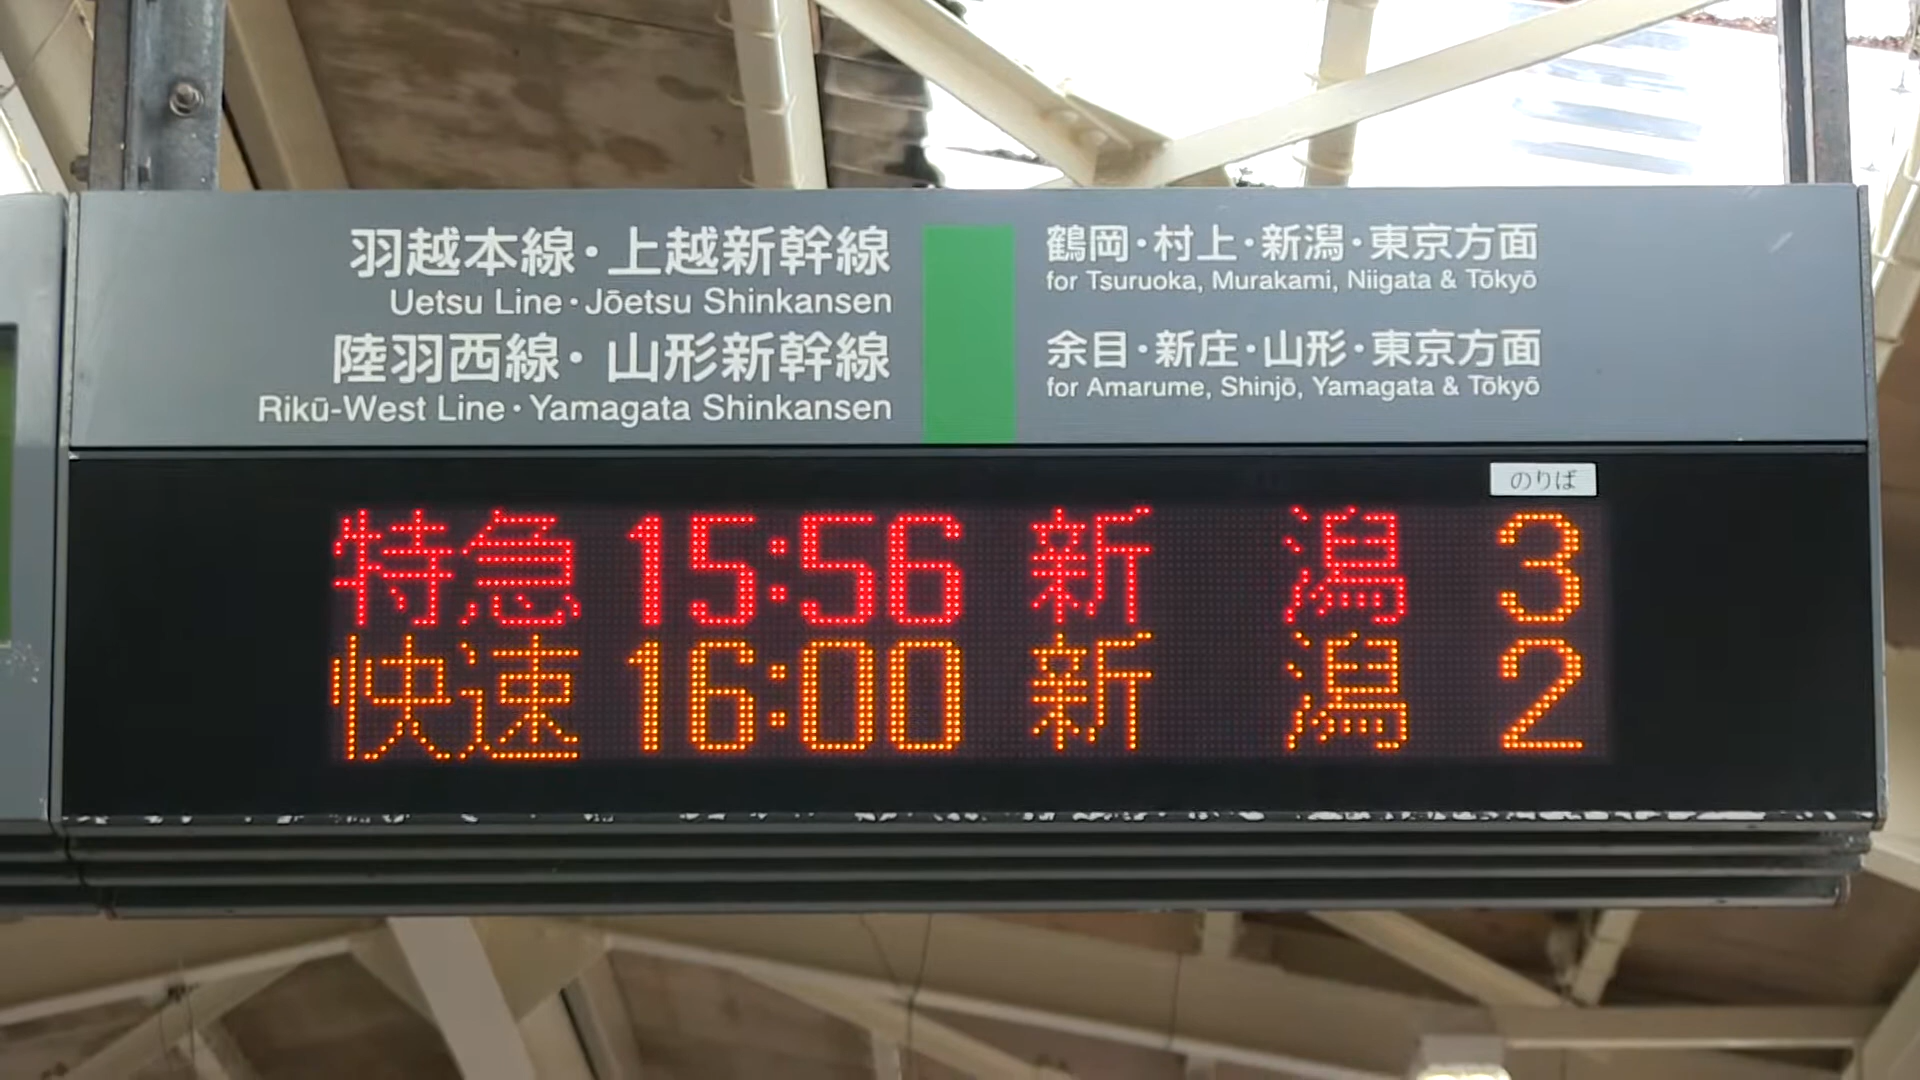 羽越本線・上越新幹線
Uetsu Line・Jōetsu Shinkansen
陸羽西線・山形新幹線
Rikū-West Line・Yamagata Shinkansen
鶴岡・村上・新潟・東京方面
for Tsuruoka, Murakami, Niigata & Tōkyō
余目・新庄・山形・東京方面
for Amarume, Shinjō, Yamagata & Tōkyō
のりば
特急 15:56 新 潟 3
快速 16:00 新 潟 2